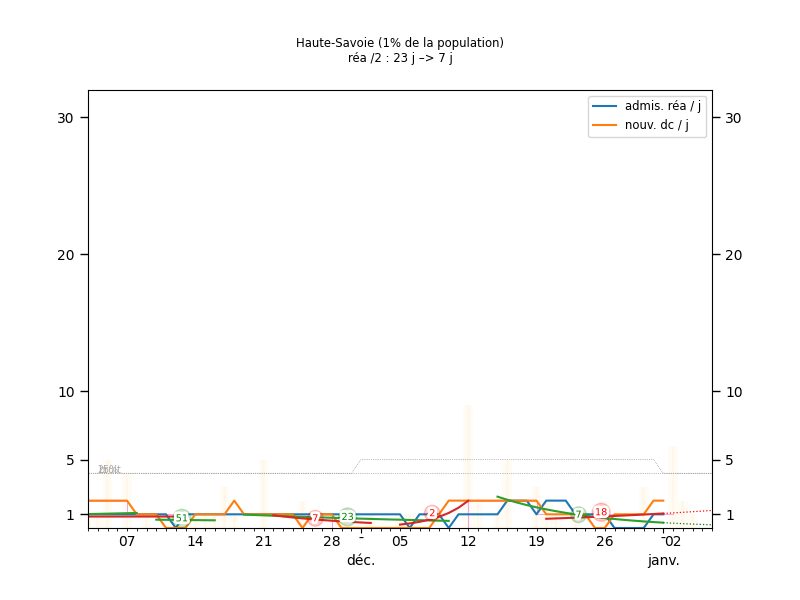 Haute-Savoie (1% de la population)
réa /2 : 23 j –> 7 j
admis. réa / j
nouv. dc / j
30 30
20 20
10 10
5 5
1 1
51 7 23 2 7 18
07 14 21 28 - 05 12 19 26 02
déc. janv.